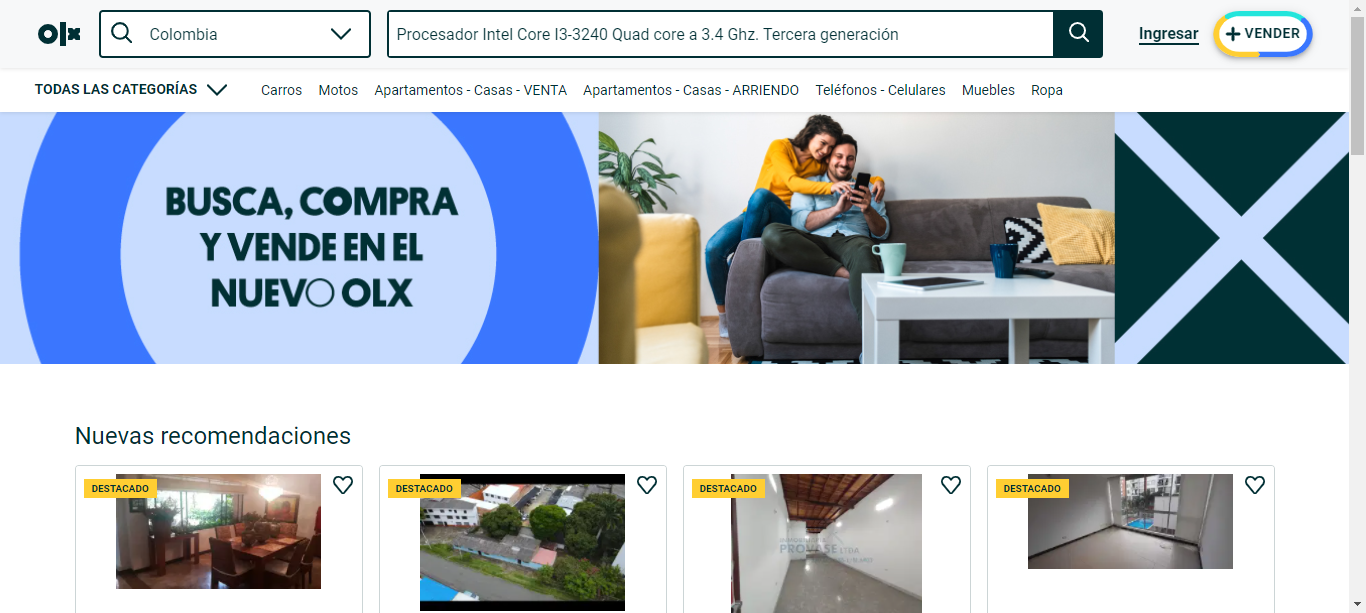 olx
Colombia
Procesador Intel Core I3-3240 Quad core a 3.4 Ghz. Tercera generación
Ingresar
VENDER
TODAS LAS CATEGORÍAS
Carros
Motos
Apartamentos - Casas - VENTA
Apartamentos - Casas - ARRIENDO
Teléfonos - Celulares
Muebles
Ropa
BUSCA, COMPRA
Y VENDE EN EL
NUEVO OLX
Nuevas recomendaciones
DESTACADO
DESTACADO
DESTACADO
DESTACADO
LTDA